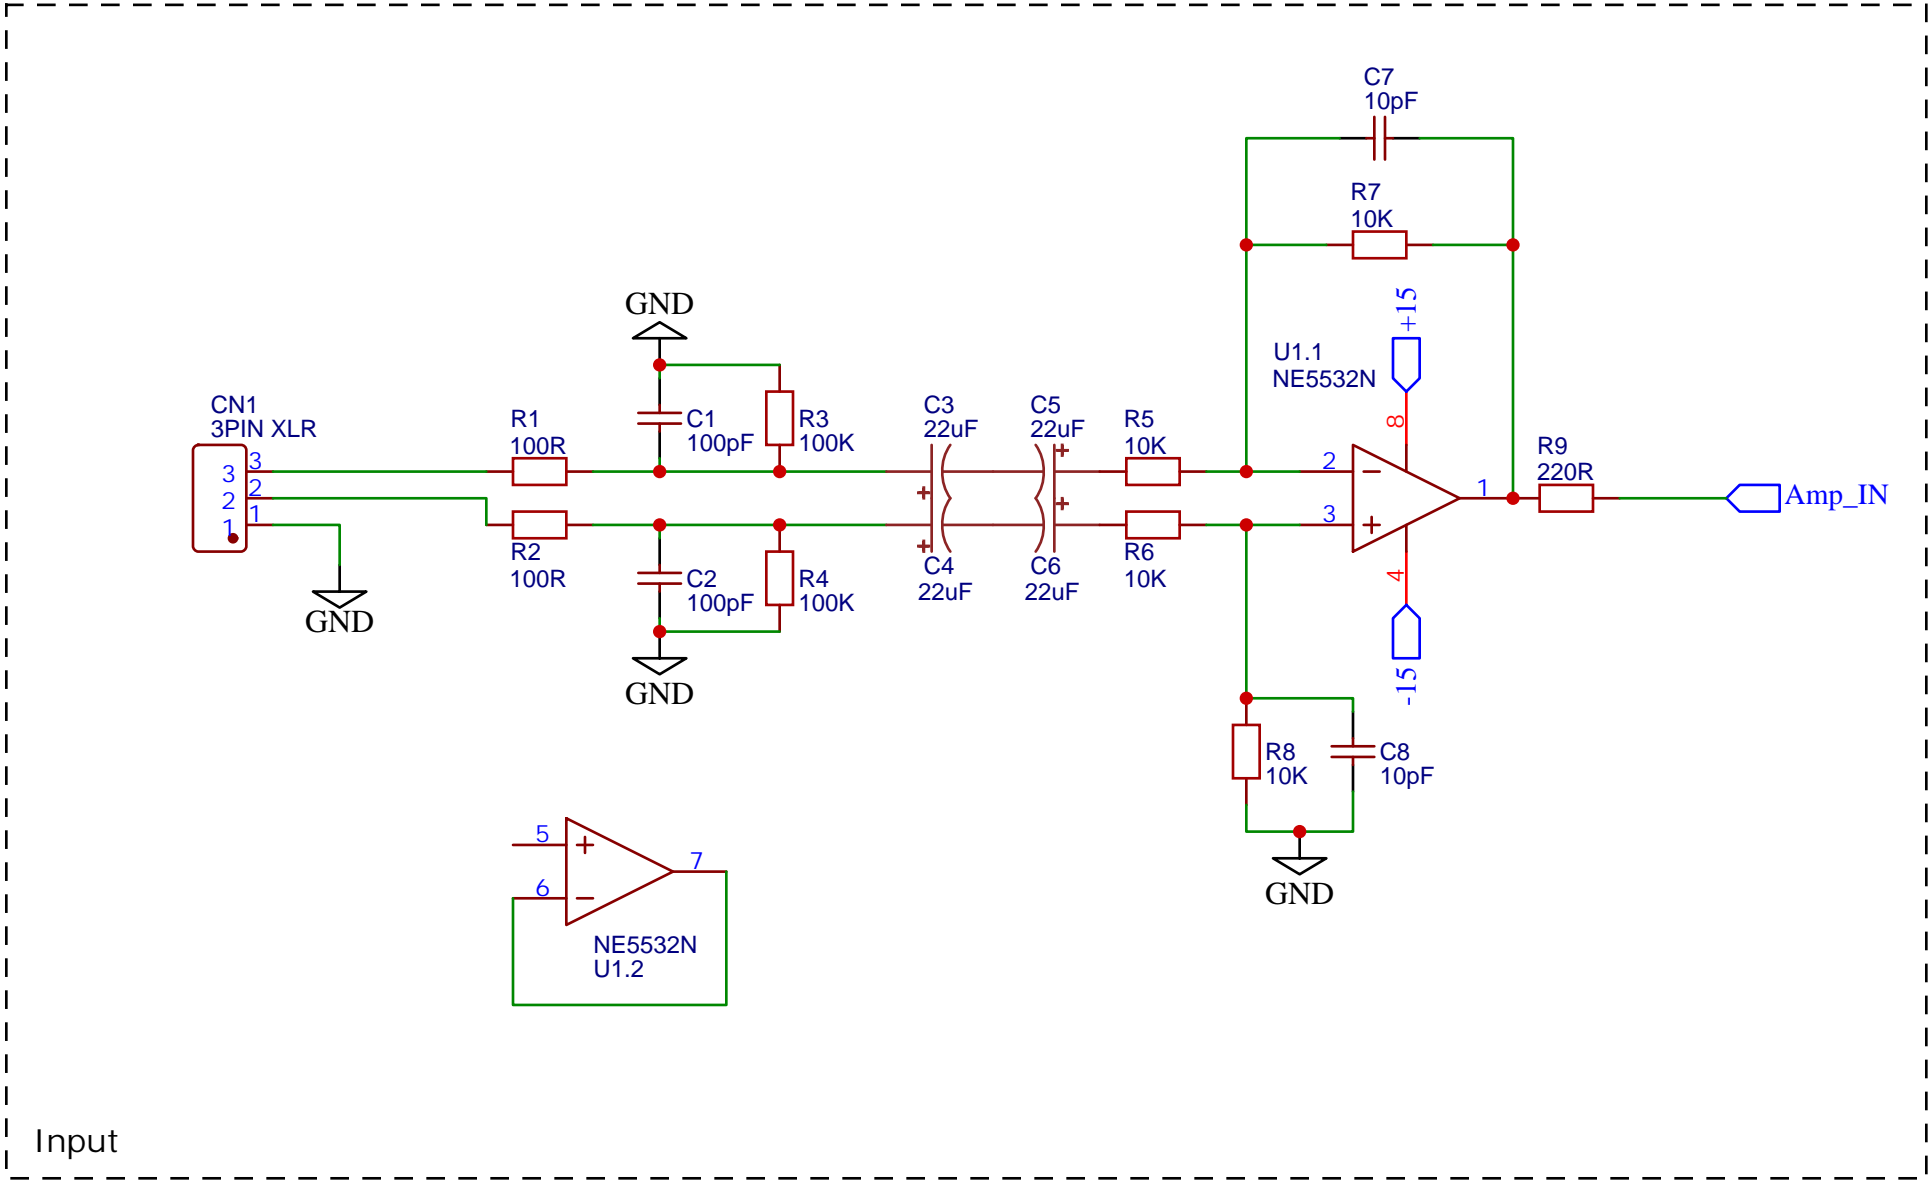 C7
10pF
R7
10K
GND
+15
U1.1
NE5532N
8
CN1
3PIN XLR
R1
100R
C1
100pF
R3
100K
C3
22uF
C5
22uF
R5
10K
R9
220R
3
3
2
2
1
1
2
−
1
3
+
Amp_IN
+
+
+
+
R2
100R
C2
100pF
R4
100K
C4
22uF
C6
22uF
R6
10K
4
GND
-15
GND
R8
10K
C8
10pF
5
+
7
6
−
GND
NE5532N
U1.2
Input